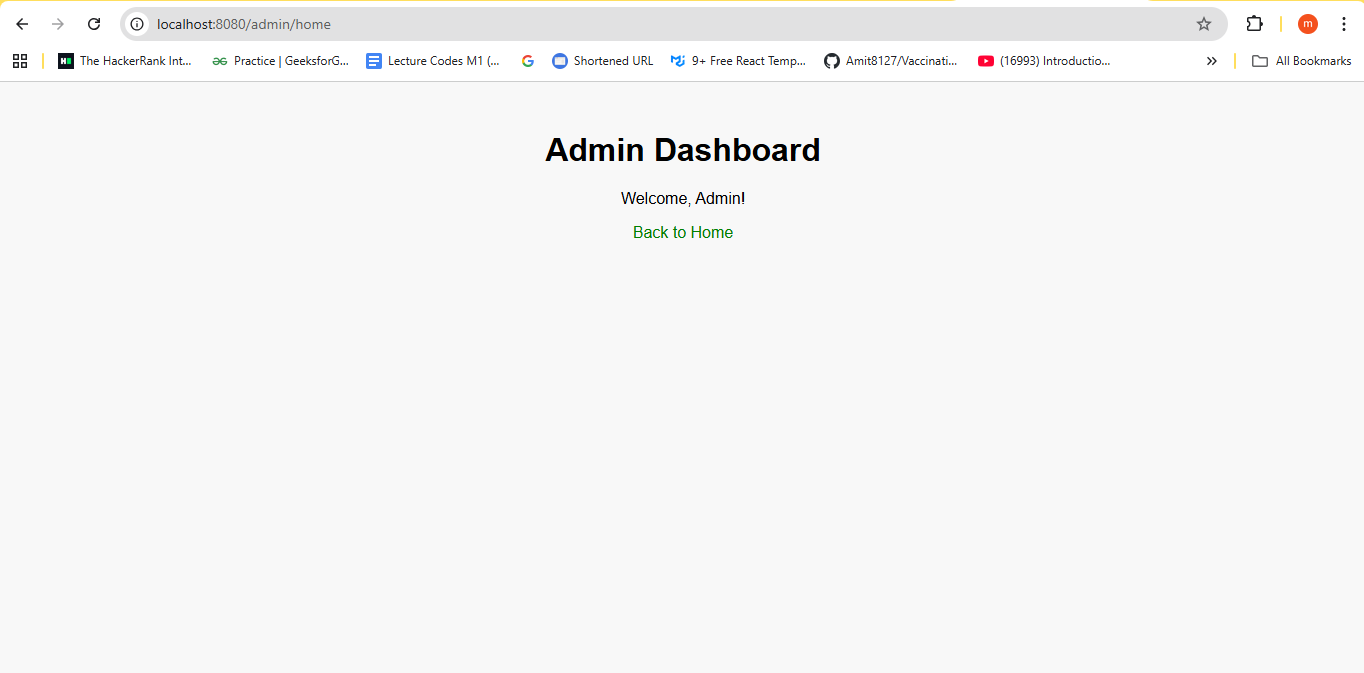 localhost:8080/admin/home
m
The HackerRank Int... Practice | GeeksforG... Lecture Codes M1 (... Shortened URL 9+ Free React Temp... Amit8127/Vaccinati... (16993) Introductio... All Bookmarks
Admin Dashboard
Welcome, Admin!
Back to Home